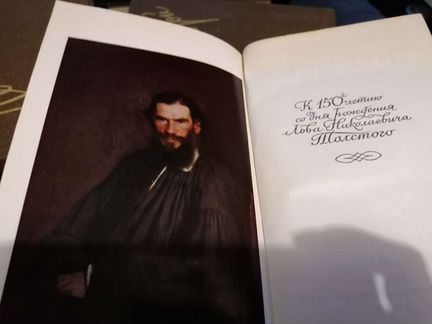 К 150-летию
со дня рождения
Льва Николаевича
Толстого